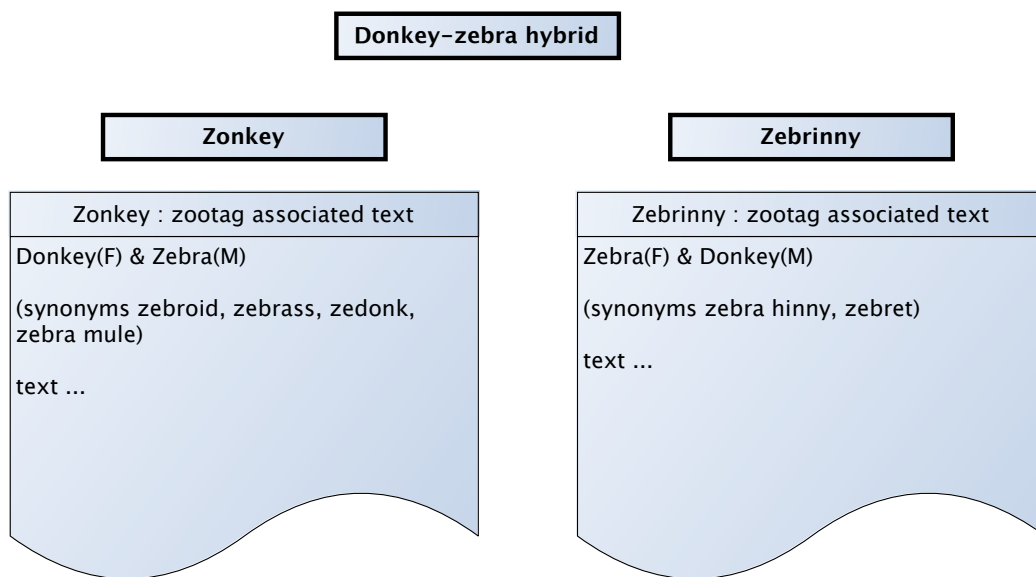 Donkey–zebra hybrid
Zonkey
Zebrinny
Zonkey : zootag associated text
Donkey(F) & Zebra(M)
(synonyms zebroid, zebrass, zedonk,
zebra mule)
text ...
Zebrinny : zootag associated text
Zebra(F) & Donkey(M)
(synonyms zebra hinny, zebret)
text ...